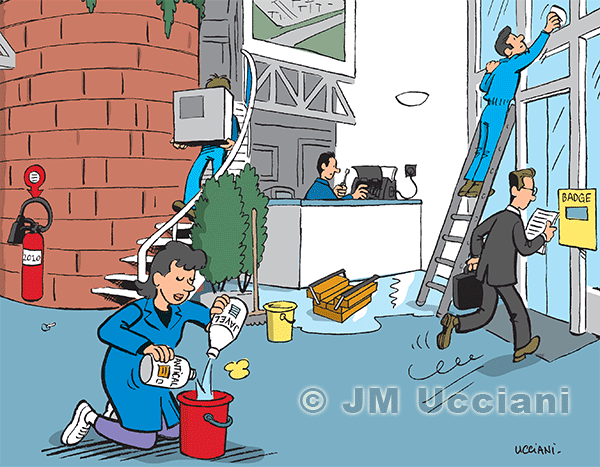 BADGE
2010
JAVEL
ANTICAL
© JM Ucciani
UCCIANI-